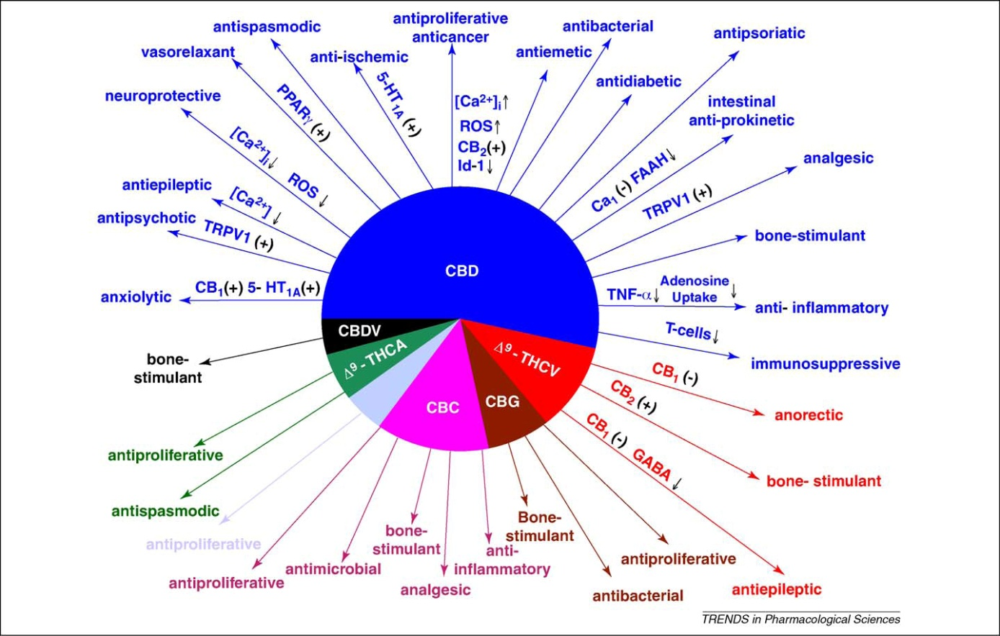 antiproliferative
anticancer
antispasmodic
antibacterial
antipsoriatic
vasorelaxant
anti-ischemic
antiemetic
antidiabetic
neuroprotective
intestinal
anti-prokinetic
PPARγ (+)
5-HT1A (+)
[Ca2+]i↑
ROS↑
CB2(+)
Id-1↓
[Ca2+]i↓ ROS ↓
Ca1 (-) FAAH↓
analgesic
antiepileptic
[Ca2+] ↓
TRPV1 (+)
antipsychotic
TRPV1 (+)
bone-stimulant
CBD
anxiolytic
CB1(+) 5- HT1A(+)
TNF-α↓
Adenosine
Uptake ↓
anti- inflammatory
T-cells↓
immunosuppressive
CBDV
Δ9 - THCA
Δ9 - THCV
CBC
CBG
bone-
stimulant
CB1 (-)
anorectic
CB2 (+)
bone- stimulant
CB1 (-) GABA ↓
antiepileptic
antiproliferative
antispasmodic
antiproliferative
antiproliferative
antimicrobial
bone-
stimulant
analgesic
anti-
inflammatory
Bone-
stimulant
antiproliferative
antibacterial
TRENDS in Pharmacological Sciences